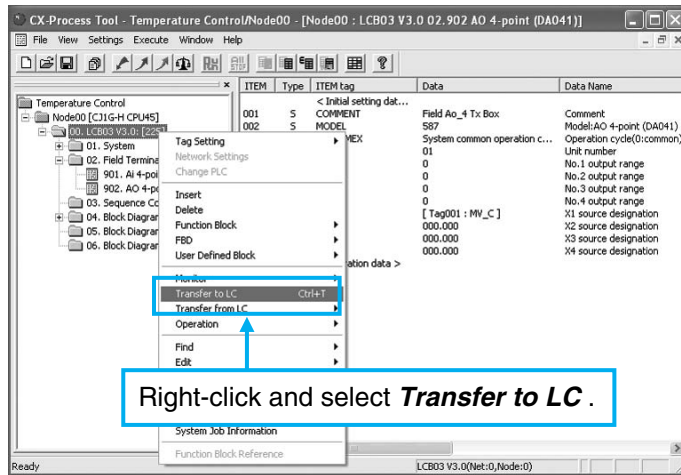 CX-Process Tool - Temperature Control/Node00 - [Node00 : LCB03 V3.0 02.902 AO 4-point (DA041)]
File View Settings Execute Window Help
ITEM Type ITEM tag Data Data Name
Temperature Control
Node00 [CJ1G-H CPU45]
00. LCB03 V3.0: [225]
01. System
02. Field Termina
901. Ai 4-poi
902. AO 4-po
03. Sequence Co
04. Block Diagrar
05. Block Diagrar
06. Block Diagrar
< Initial setting dat...
001 S COMMENT Field Ao_4 Tx Box Comment
002 S MODEL 587 Model:AO 4-point (DA041)
MEX System common operation c... Operation cycle(0:common)
01 Unit number
0 No.1 output range
0 No.2 output range
0 No.3 output range
0 No.4 output range
[ Tag001 : MV_C ] X1 source designation
000.000 X2 source designation
000.000 X3 source designation
000.000 X4 source designation
ation data >
Tag Setting
Network Settings
Change PLC
Insert
Delete
Function Block
FBD
User Defined Block
Monitor
Transfer to LC Ctrl+T
Transfer from LC
Operation
Find
Edit
Right-click and select Transfer to LC .
System Job Information
Function Block Reference
Ready LCB03 V3.0(Net:0,Node:0)